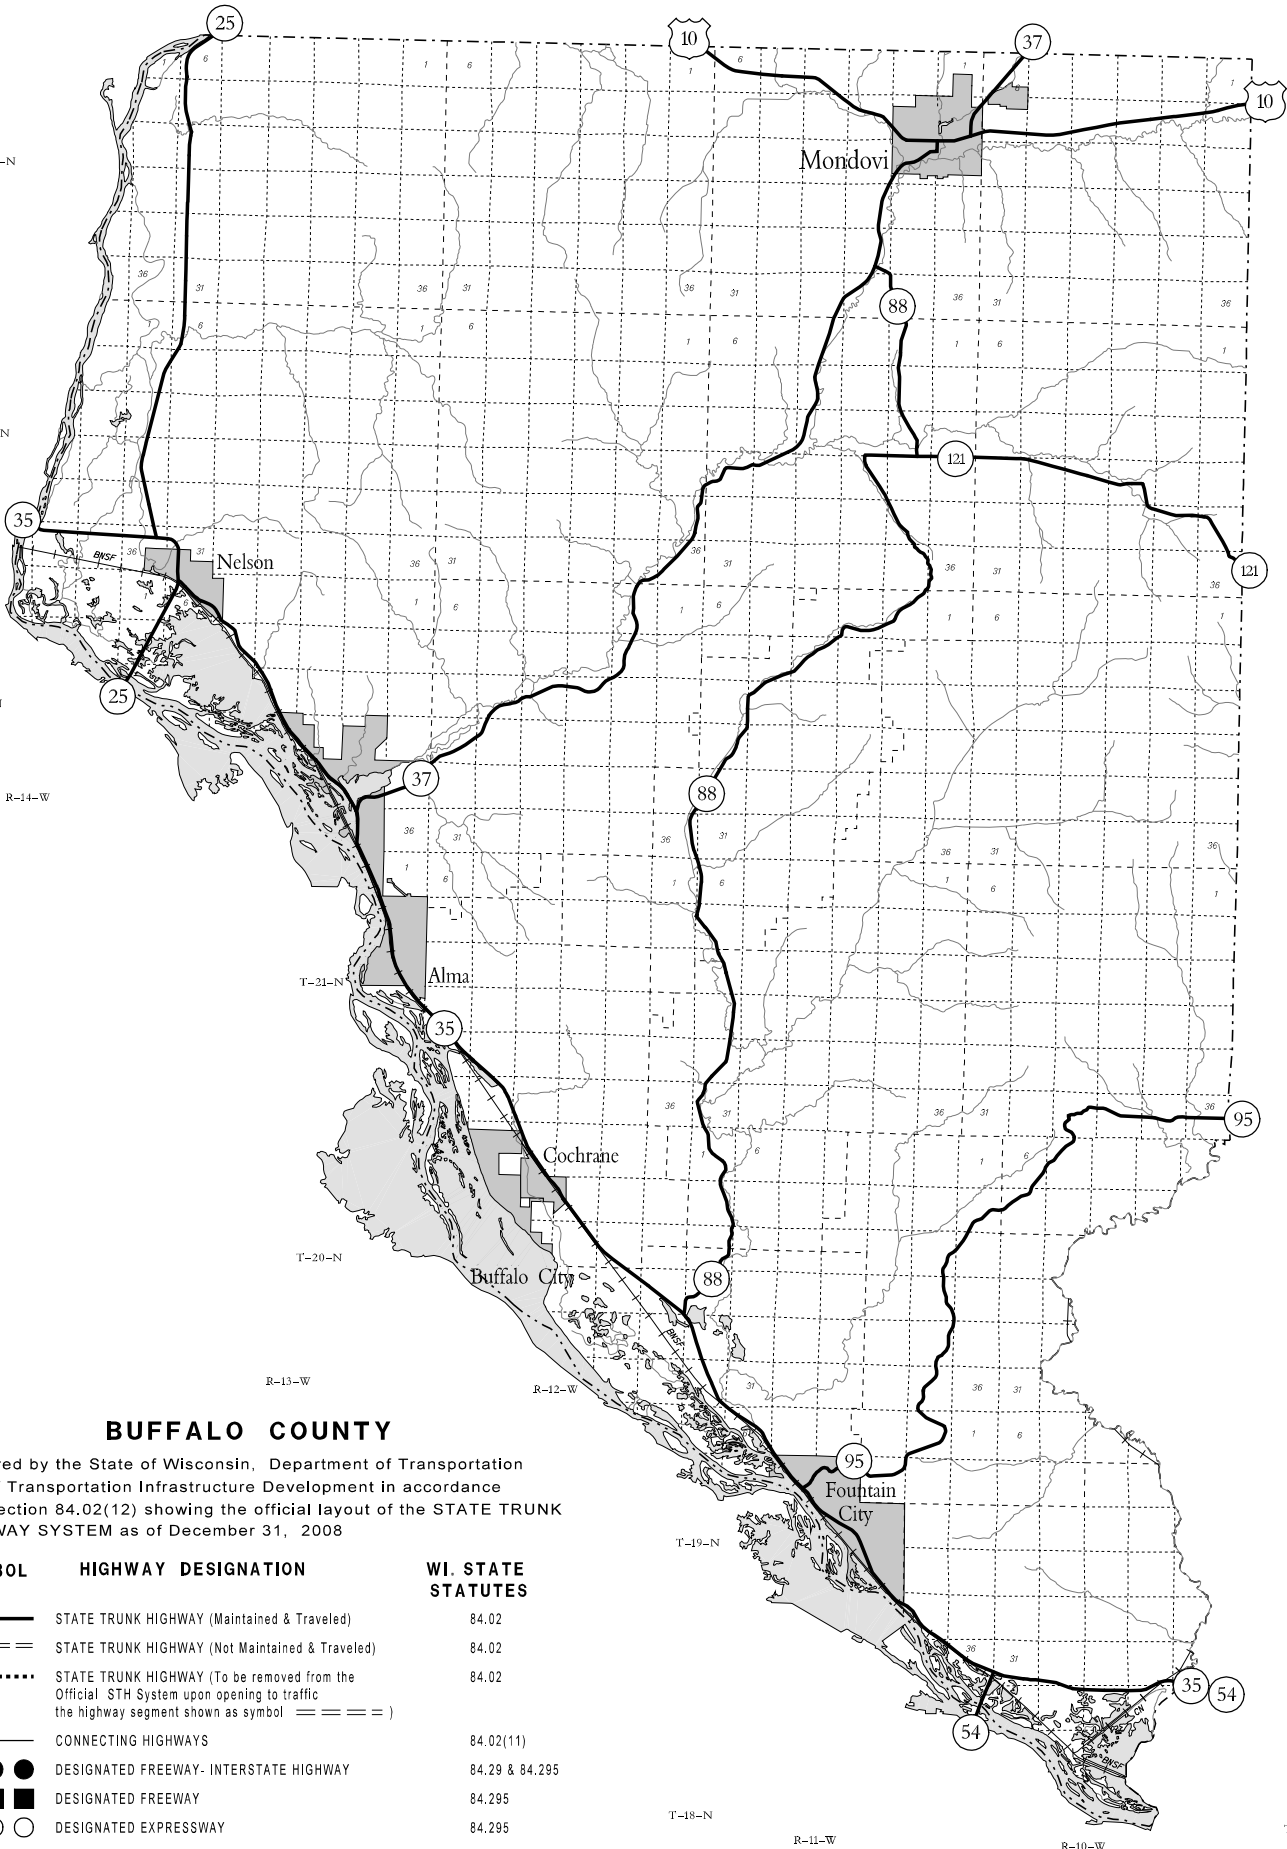 25
10
37
10
Mondovi
88
121
121
35
BNSF
Nelson
25
37
88
R-14-W
T-21-N
Alma
35
95
Cochrane
T-20-N
Buffalo City
88
BNSF
R-13-W
R-12-W
95
Fountain
City
T-19-N
35
54
54
CN
BNSF
T-18-N
R-11-W
R-10-W
BUFFALO COUNTY
red by the State of Wisconsin, Department of Transportation
Transportation Infrastructure Development in accordance
ection 84.02(12) showing the official layout of the STATE TRUNK
WAY SYSTEM as of December 31, 2008
BOL HIGHWAY DESIGNATION WI. STATE
STATUTES
STATE TRUNK HIGHWAY (Maintained & Traveled) 84.02
STATE TRUNK HIGHWAY (Not Maintained & Traveled) 84.02
STATE TRUNK HIGHWAY (To be removed from the 84.02
Official STH System upon opening to traffic
the highway segment shown as symbol )
CONNECTING HIGHWAYS 84.02(11)
DESIGNATED FREEWAY- INTERSTATE HIGHWAY 84.29 & 84.295
DESIGNATED FREEWAY 84.295
DESIGNATED EXPRESSWAY 84.295